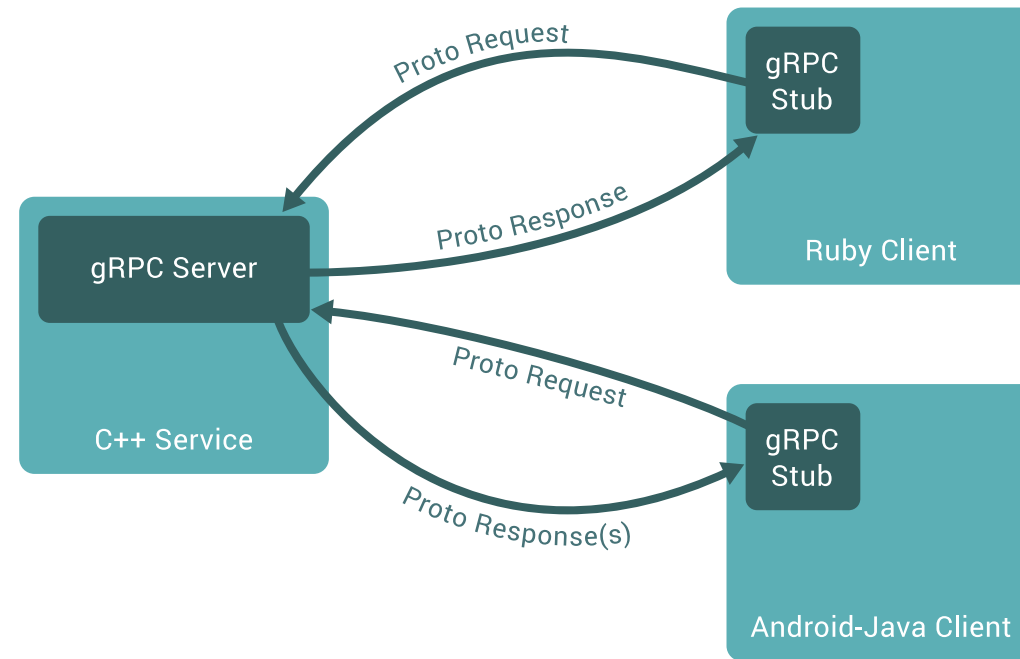 Proto Request
gRPC
Stub
Proto Response
Ruby Client
gRPC Server
C++ Service
Proto Request
gRPC
Stub
Proto Response(s)
Android-Java Client